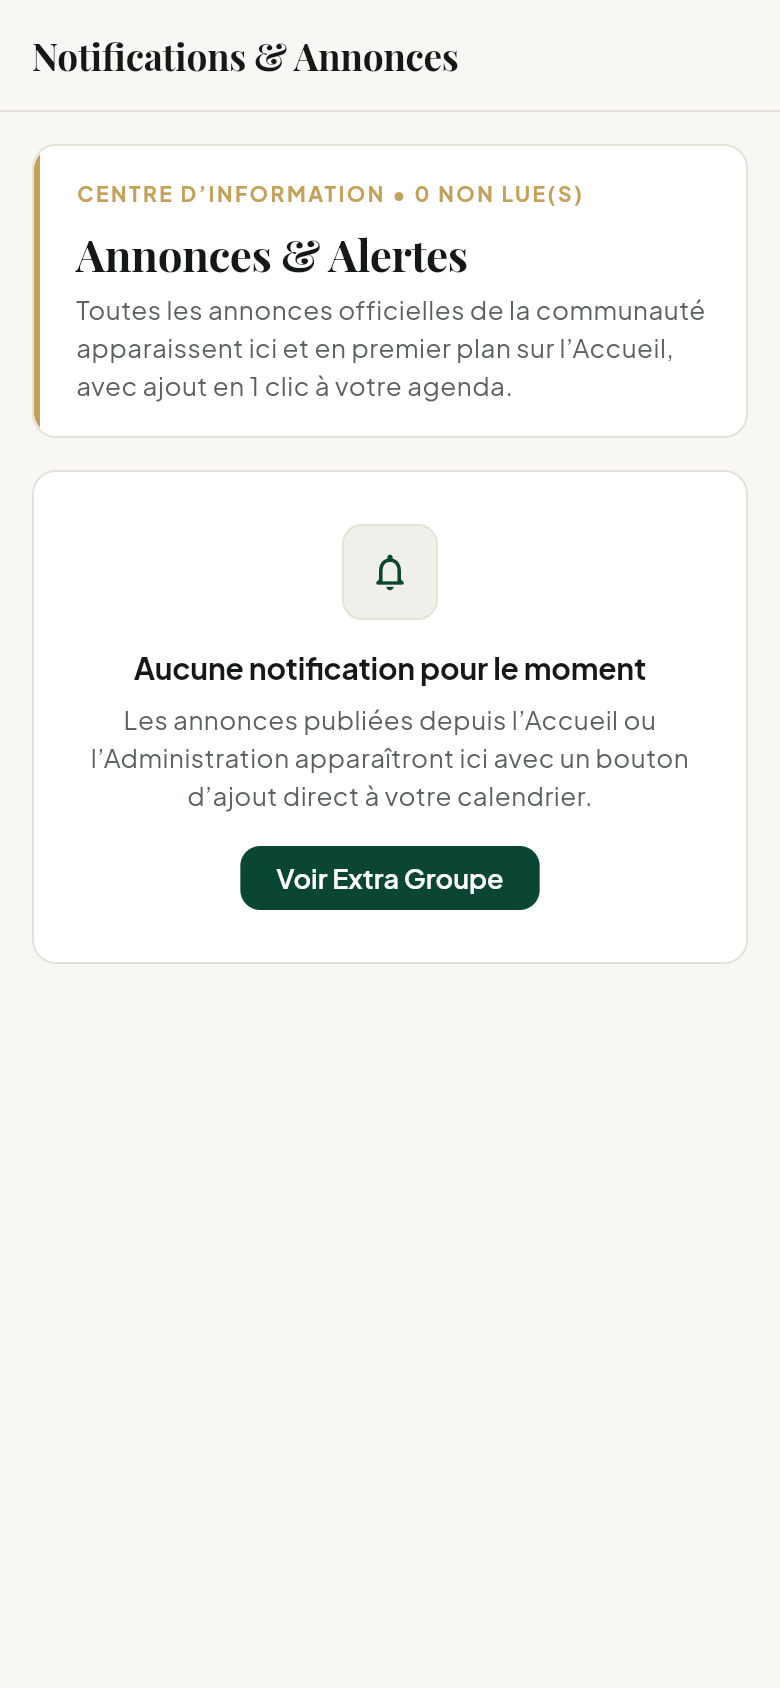 Notifications & Annonces
CENTRE D’INFORMATION ● 0 NON LUE(S)
Annonces & Alertes
Toutes les annonces officielles de la communauté
apparaissent ici et en premier plan sur l’Accueil,
avec ajout en 1 clic à votre agenda.
Aucune notification pour le moment
Les annonces publiées depuis l’Accueil ou
l’Administration apparaîtront ici avec un bouton
d’ajout direct à votre calendrier.
Voir Extra Groupe